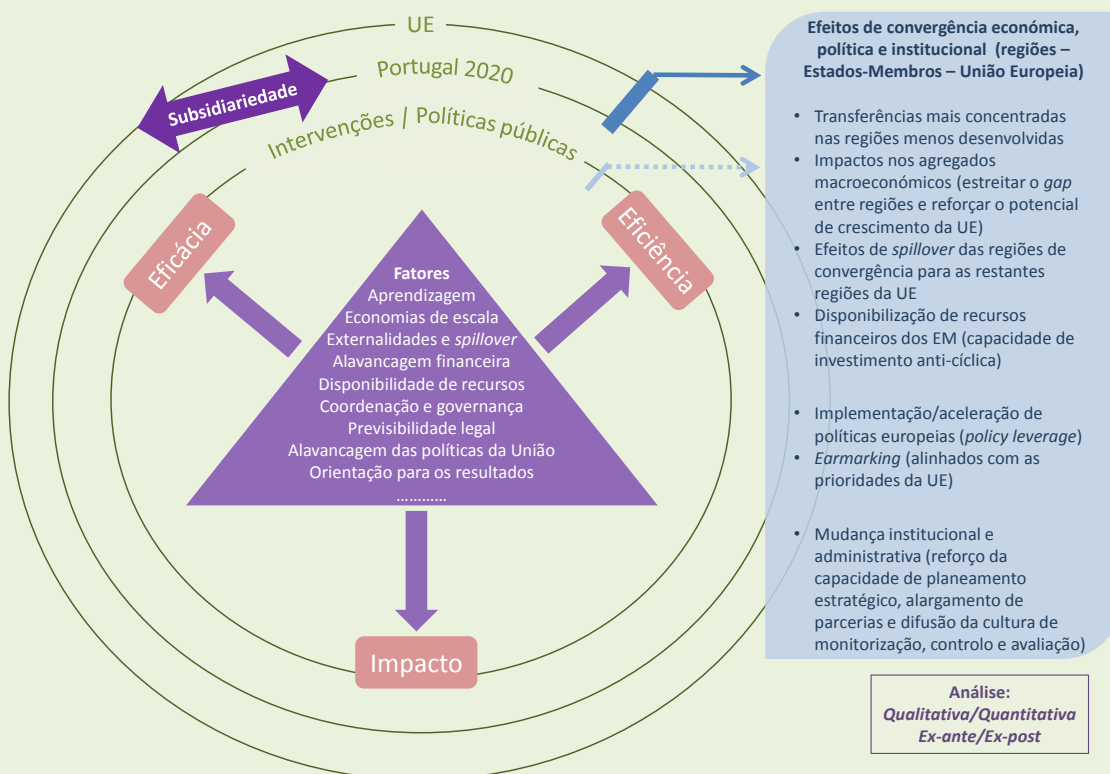 UE
Portugal 2020
Intervenções | Políticas públicas
Subsidiariedade
Eficácia
Eficiência
Fatores
Aprendizagem
Economias de escala
Externalidades e spillover
Alavancagem financeira
Disponibilidade de recursos
Coordenação e governança
Previsibilidade legal
Alavancagem das políticas da União
Orientação para os resultados
…………
Impacto
Efeitos de convergência económica,
política e institucional (regiões –
Estados-Membros – União Europeia)
• Transferências mais concentradas
nas regiões menos desenvolvidas
• Impactos nos agregados
macroeconómicos (estreitar o gap
entre regiões e reforçar o potencial
de crescimento da UE)
• Efeitos de spillover das regiões de
convergência para as restantes
regiões da UE
• Disponibilização de recursos
financeiros dos EM (capacidade de
investimento anti-cíclica)
• Implementação/aceleração de
políticas europeias (policy leverage)
• Earmarking (alinhados com as
prioridades da UE)
• Mudança institucional e
administrativa (reforço da
capacidade de planeamento
estratégico, alargamento de
parcerias e difusão da cultura de
monitorização, controlo e avaliação)
Análise:
Qualitativa/Quantitativa
Ex-ante/Ex-post